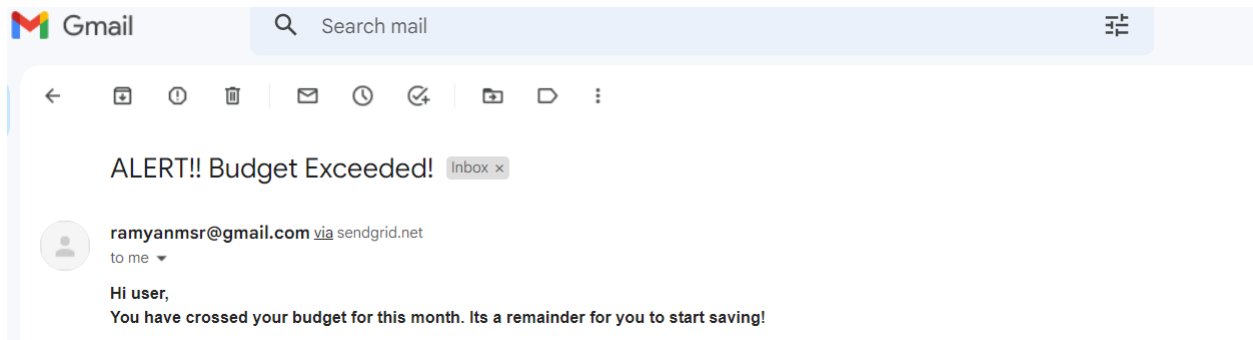 Gmail
Search mail
ALERT!! Budget Exceeded! Inbox ×
ramyanmsr@gmail.com via sendgrid.net
to me
Hi user,
You have crossed your budget for this month. Its a remainder for you to start saving!